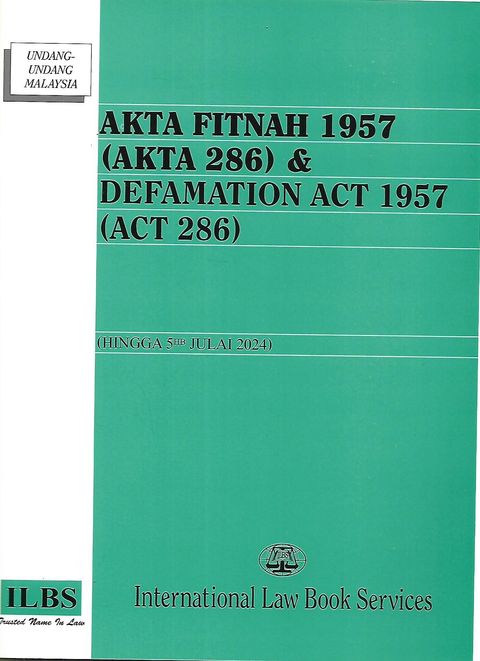 UNDANG-
UNDANG
MALAYSIA
AKTA FITNAH 1957
(AKTA 286) &
DEFAMATION ACT 1957
(ACT 286)
(HINGGA 5HB JULAI 2024)
ILBS
ILBS
Trusted Name In Law
International Law Book Services